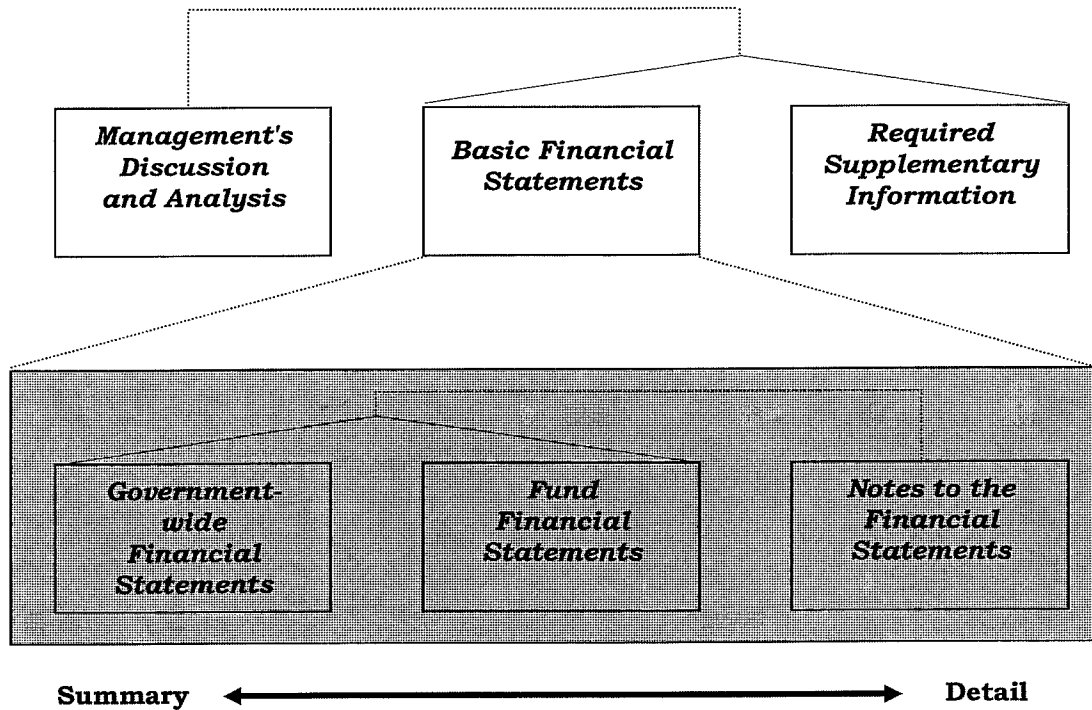 Management's
Discussion
and Analysis
Basic Financial
Statements
Required
Supplementary
Information
Government-
wide
Financial
Statements
Fund
Financial
Statements
Notes to the
Financial
Statements
Summary
Detail